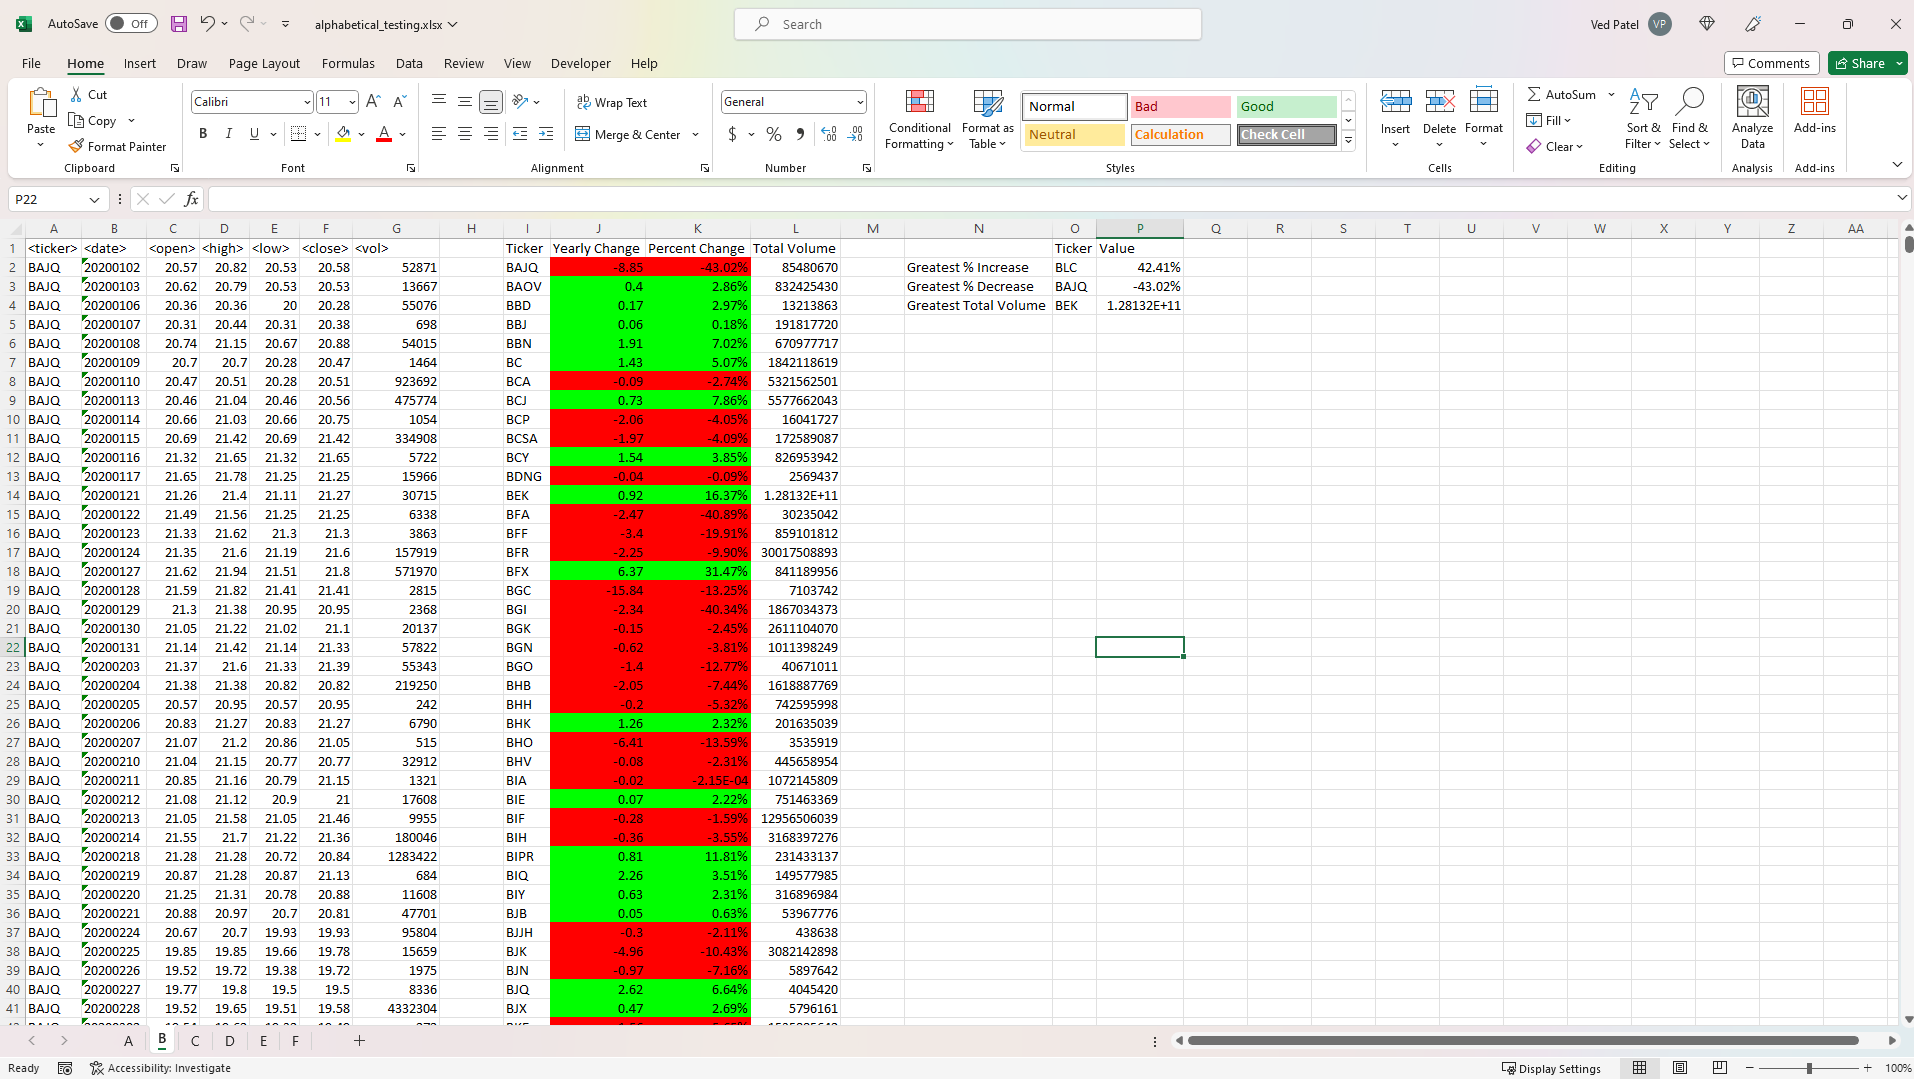 AutoSave Off alphabetical_testing.xlsx Search Ved Patel VP
File Home Insert Draw Page Layout Formulas Data Review View Developer Help Comments Share
Paste Cut Copy Format Painter Clipboard
Calibri 11 B I U A Font
Wrap Text Merge & Center Alignment
General $ % Number
Conditional Formatting Format as Table Normal Bad Good Neutral Calculation Check Cell Styles
Insert Delete Format Cells
AutoSum Fill Clear Sort & Filter Find & Select Editing
Analyze Data Analysis
Add-ins Add-ins
P22 fx
A B C D E F G H I J K L M N O P Q R S T U V W X Y Z AA
1 <ticker> <date> <open> <high> <low> <close> <vol> Ticker Yearly Change Percent Change Total Volume Ticker Value
2 BAJQ 20200102 20.57 20.82 20.53 20.58 52871 BAJQ -8.85 -43.02% 85480670 Greatest % Increase BLC 42.41%
3 BAJQ 20200103 20.62 20.79 20.53 20.53 13667 BAOV 0.4 2.86% 832425430 Greatest % Decrease BAJQ -43.02%
4 BAJQ 20200106 20.36 20.36 20 20.28 55076 BBD 0.17 2.97% 13213863 Greatest Total Volume BEK 1.28132E+11
5 BAJQ 20200107 20.31 20.44 20.31 20.38 698 BBJ 0.06 0.18% 191817720
6 BAJQ 20200108 20.74 21.15 20.67 20.88 54015 BBN 1.91 7.02% 670977717
7 BAJQ 20200109 20.7 20.7 20.28 20.47 1464 BC 1.43 5.07% 1842118619
8 BAJQ 20200110 20.47 20.51 20.28 20.51 923692 BCA -0.09 -2.74% 5321562501
9 BAJQ 20200113 20.46 21.04 20.46 20.56 475774 BCJ 0.73 7.86% 5577662043
10 BAJQ 20200114 20.66 21.03 20.66 20.75 1054 BCP -2.06 -4.05% 16041727
11 BAJQ 20200115 20.69 21.42 20.69 21.42 334908 BCSA -1.97 -4.09% 172589087
12 BAJQ 20200116 21.32 21.65 21.32 21.65 5722 BCY 1.54 3.85% 826953942
13 BAJQ 20200117 21.65 21.78 21.25 21.25 15966 BDNG -0.04 -0.09% 2569437
14 BAJQ 20200121 21.26 21.4 21.11 21.27 30715 BEK 0.92 16.37% 1.28132E+11
15 BAJQ 20200122 21.49 21.56 21.25 21.25 6338 BFA -2.47 -40.89% 30235042
16 BAJQ 20200123 21.33 21.62 21.3 21.3 3863 BFF -3.4 -19.91% 859101812
17 BAJQ 20200124 21.35 21.6 21.19 21.6 157919 BFR -2.25 -9.90% 30017508893
18 BAJQ 20200127 21.62 21.94 21.51 21.8 571970 BFX 6.37 31.47% 841189956
19 BAJQ 20200128 21.59 21.82 21.41 21.41 2815 BGC -15.84 -13.25% 7103742
20 BAJQ 20200129 21.3 21.38 20.95 20.95 2368 BGI -2.34 -40.34% 1867034373
21 BAJQ 20200130 21.05 21.22 21.02 21.1 20137 BGK -0.15 -2.45% 2611104070
22 BAJQ 20200131 21.14 21.42 21.14 21.33 57822 BGN -0.62 -3.81% 1011398249
23 BAJQ 20200203 21.37 21.6 21.33 21.39 55343 BGO -1.4 -12.77% 40671011
24 BAJQ 20200204 21.38 21.38 20.82 20.82 219250 BHB -2.05 -7.44% 1618887769
25 BAJQ 20200205 20.57 20.95 20.57 20.95 242 BHH -0.2 -5.32% 742595998
26 BAJQ 20200206 20.83 21.27 20.83 21.27 6790 BHK 1.26 2.32% 201635039
27 BAJQ 20200207 21.07 21.2 20.86 21.05 515 BHO -6.41 -13.59% 3535919
28 BAJQ 20200210 21.04 21.15 20.77 20.77 32912 BHV -0.08 -2.31% 445658954
29 BAJQ 20200211 20.85 21.16 20.79 21.15 1321 BIA -0.02 -2.15E-04 1072145809
30 BAJQ 20200212 21.08 21.12 20.9 21 17608 BIE 0.07 2.22% 751463369
31 BAJQ 20200213 21.05 21.58 21.05 21.46 9955 BIF -0.28 -1.59% 12956506039
32 BAJQ 20200214 21.55 21.7 21.22 21.36 180046 BIH -0.36 -3.55% 3168397276
33 BAJQ 20200218 21.28 21.28 20.72 20.84 1283422 BIPR 0.81 11.81% 231433137
34 BAJQ 20200219 20.87 21.28 20.87 21.13 684 BIQ 2.26 3.51% 149577985
35 BAJQ 20200220 21.25 21.31 20.78 20.88 11608 BIY 0.63 2.31% 316896984
36 BAJQ 20200221 20.88 20.97 20.7 20.81 47701 BJB 0.05 0.63% 53967776
37 BAJQ 20200224 20.67 20.7 19.93 19.93 95804 BJJH -0.3 -2.11% 438638
38 BAJQ 20200225 19.85 19.85 19.66 19.78 15659 BJK -4.96 -10.43% 3082142898
39 BAJQ 20200226 19.52 19.72 19.38 19.72 1975 BJN -0.97 -7.16% 5897642
40 BAJQ 20200227 19.77 19.8 19.5 19.5 8336 BJQ 2.62 6.64% 4045420
41 BAJQ 20200228 19.52 19.65 19.51 19.58 4332304 BJX 0.47 2.69% 5796161
A B C D E F
Ready Accessibility: Investigate Display Settings 100%